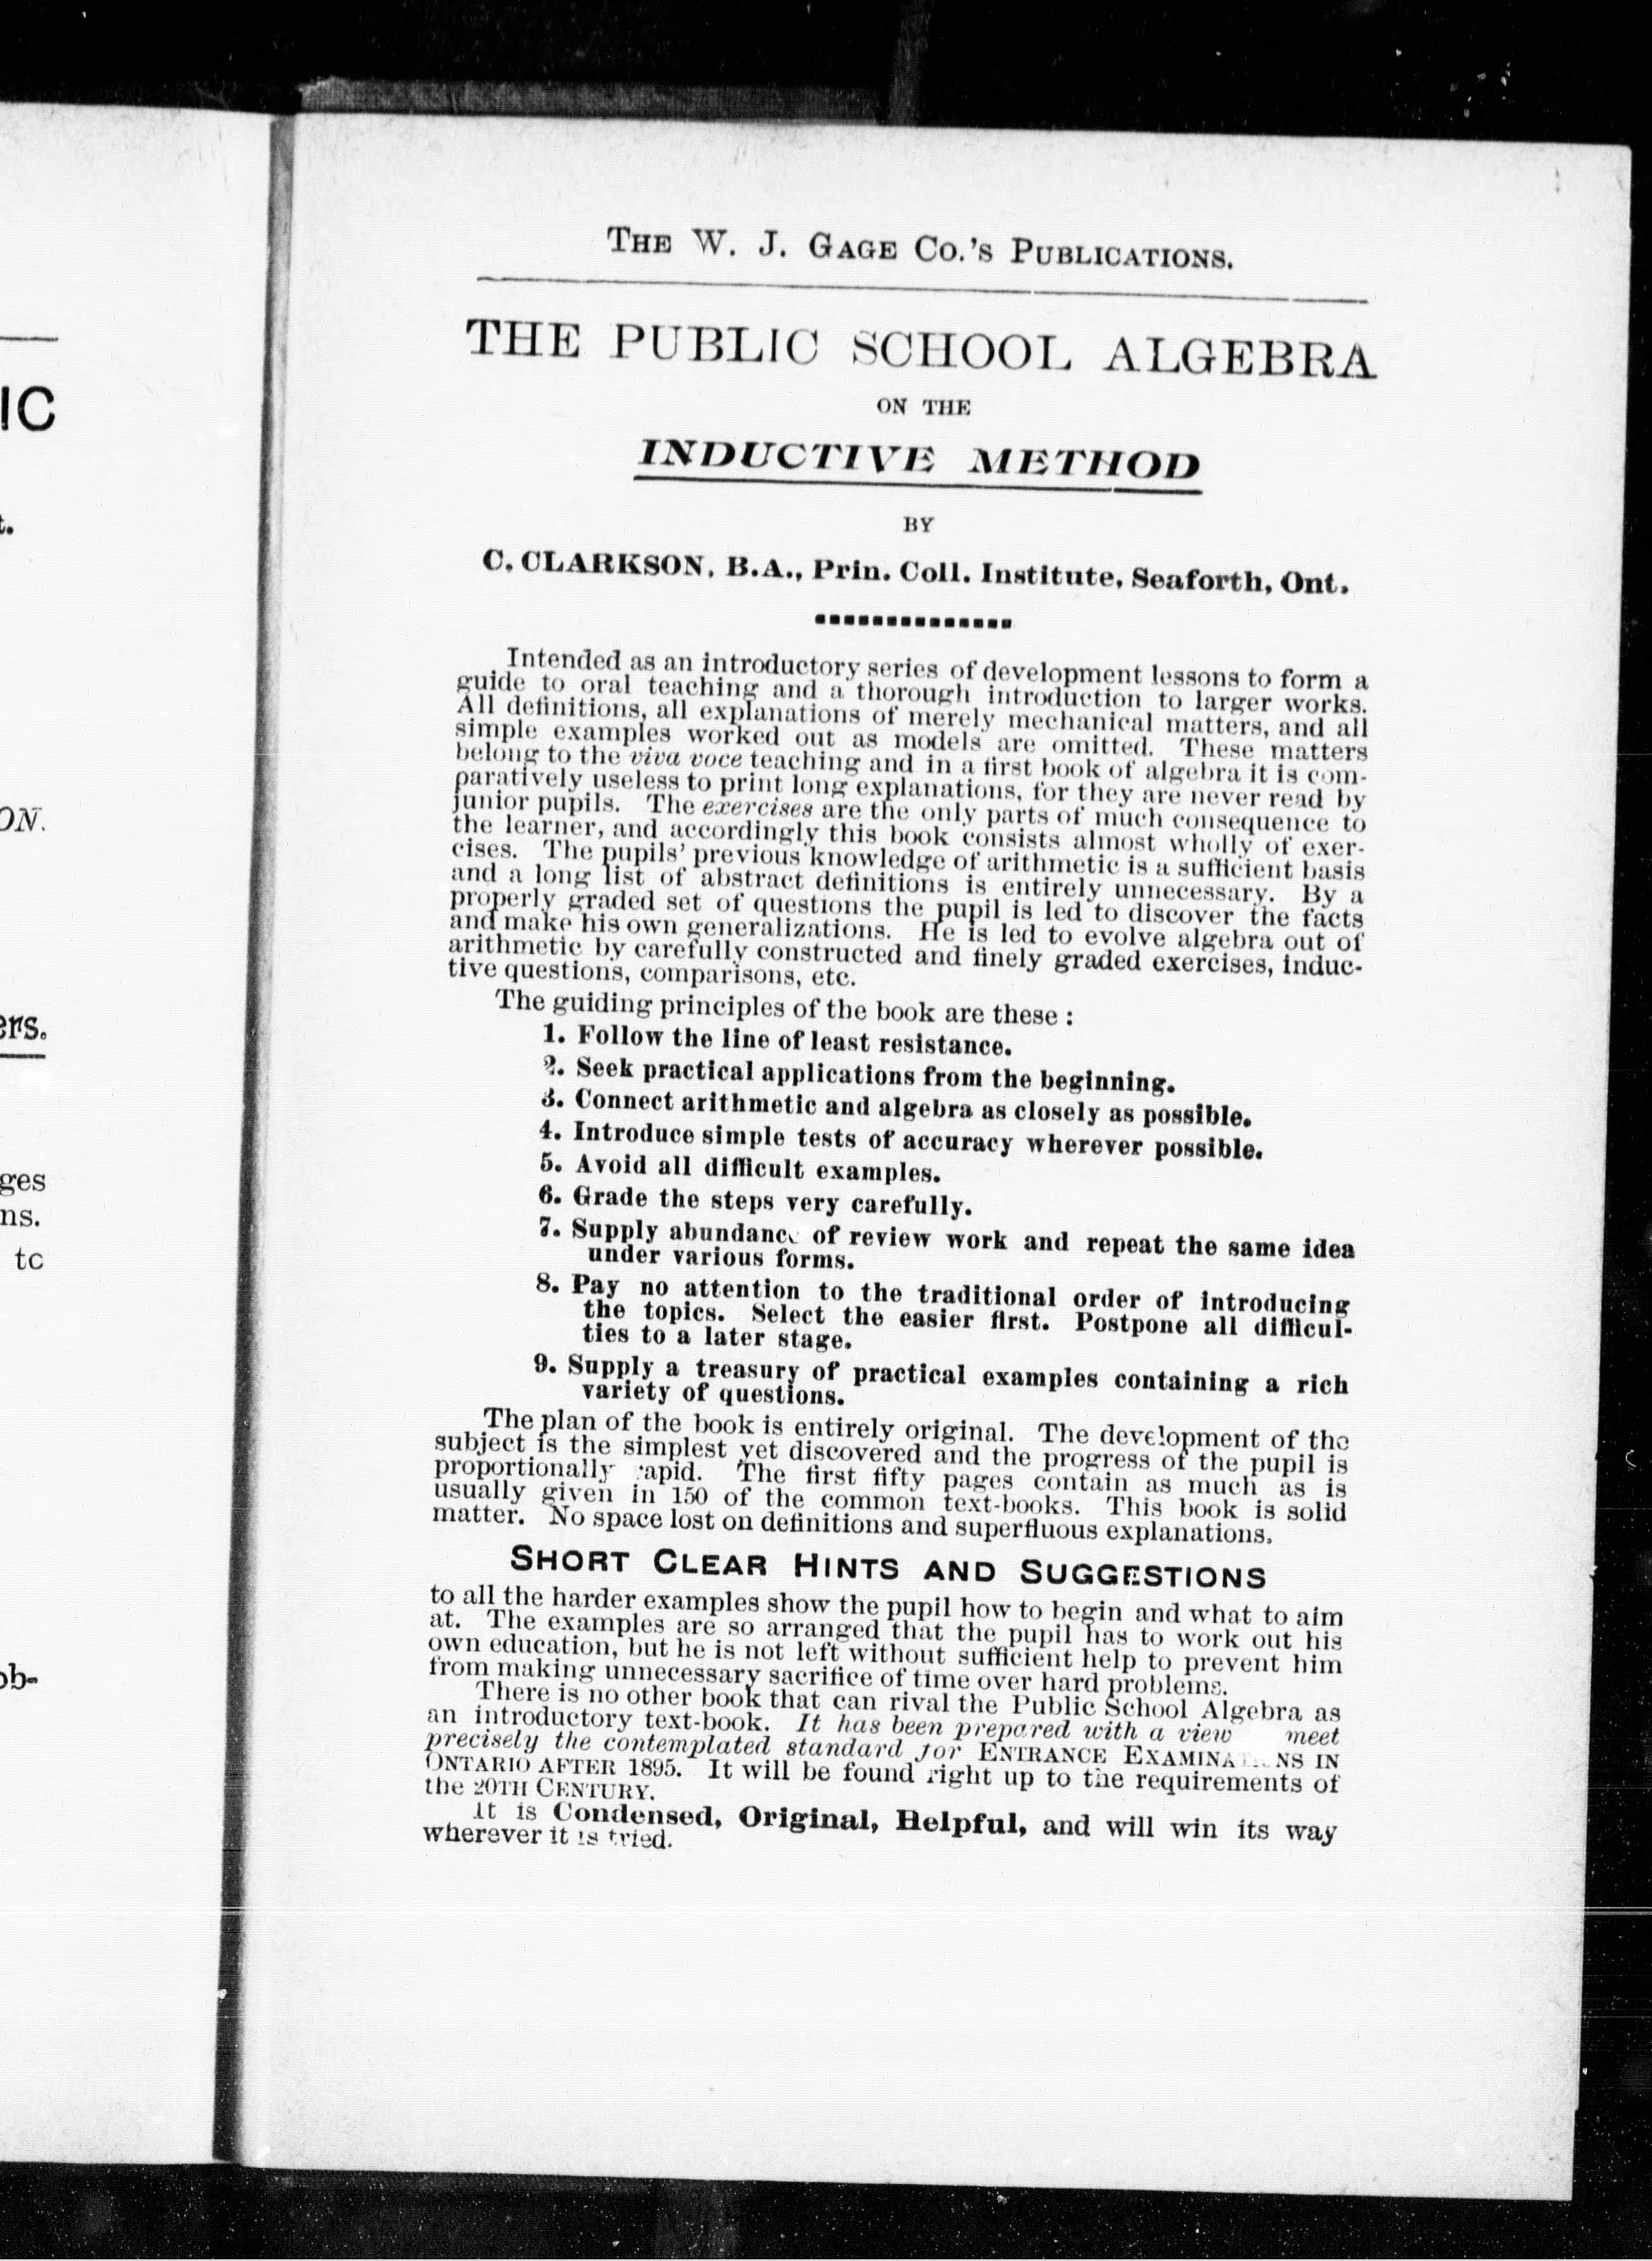 THE W. J. GAGE CO.'S PUBLICATIONS.
THE PUBLIC SCHOOL ALGEBRA
ON THE
INDUCTIVE METHOD
BY
C. CLARKSON, B.A., Prin. Coll. Institute, Seaforth, Ont.
Intended as an introductory series of development lessons to form a
guide to oral teaching and a thorough introduction to larger works.
All definitions, all explanations of merely mechanical matters, and all
simple examples worked out as models are omitted. These matters
belong to the viva voce teaching and in a first book of algebra it is com-
paratively useless to print long explanations, for they are never read by
junior pupils. The exercises are the only parts of much consequence to
the learner, and accordingly this book consists almost wholly of exer-
cises. The pupils' previous knowledge of arithmetic is a sufficient basis
and a long list of abstract definitions is entirely unnecessary. By a
properly graded set of questions the pupil is led to discover the facts
and make his own generalizations. He is led to evolve algebra out of
arithmetic by carefully constructed and finely graded exercises, induc-
tive questions, comparisons, etc.
The guiding principles of the book are these :
1. Follow the line of least resistance.
2. Seek practical applications from the beginning.
3. Connect arithmetic and algebra as closely as possible.
4. Introduce simple tests of accuracy wherever possible.
5. Avoid all difficult examples.
6. Grade the steps very carefully.
7. Supply abundance of review work and repeat the same idea
under various forms.
8. Pay no attention to the traditional order of introducing
the topics. Select the easier first. Postpone all difficul-
ties to a later stage.
9. Supply a treasury of practical examples containing a rich
variety of questions.
The plan of the book is entirely original. The development of the
subject is the simplest yet discovered and the progress of the pupil is
proportionally rapid. The first fifty pages contain as much as is
usually given in 150 of the common text-books. This book is solid
matter. No space lost on definitions and superfluous explanations.
SHORT CLEAR HINTS AND SUGGESTIONS
to all the harder examples show the pupil how to begin and what to aim
at. The examples are so arranged that the pupil has to work out his
own education, but he is not left without sufficient help to prevent him
from making unnecessary sacrifice of time over hard problems.
There is no other book that can rival the Public School Algebra as
an introductory text-book. It has been prepared with a view meet
precisely the contemplated standard for ENTRANCE EXAMINATIONS IN
ONTARIO AFTER 1895. It will be found right up to the requirements of
the 20TH CENTURY.
It is Condensed, Original, Helpful, and will win its way
wherever it is tried.